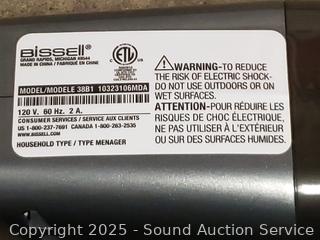 BISSELL®
GRAND RAPIDS, MICHIGAN 49544
MADE IN CHINA / FABRIQUÉ EN CHINE
ETL
MODEL/MODELE 38B1 10323106MDA
120 V. 60 Hz. 2 A.
CONSUMER SERVICES / SERVICE AUX CLIENTS
US 1-800-237-7691 CANADA 1-800-263-2535
WWW.BISSELL.COM
HOUSEHOLD TYPE / TYPE MENAGER
WARNING-TO REDUCE
THE RISK OF ELECTRIC SHOCK-
DO NOT USE OUTDOORS OR ON
WET SURFACES.
ATTENTION-POUR RÉDUIRE LES
RISQUES DE CHOC ÉLECTRIQUE,
NE PAS UTILISER À L'EXTÉRIEUR
OU SUR DES SURFACES HUMIDES.
Copyright © 2025 - Sound Auction Service